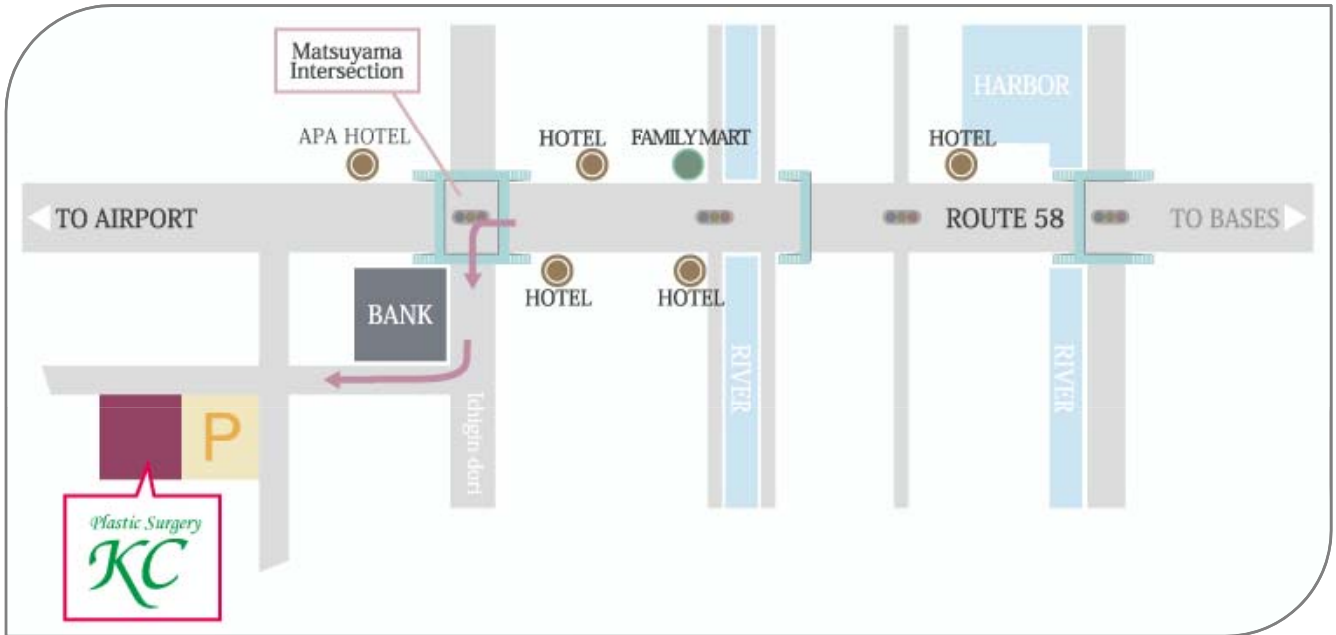 Matsuyama
Intersection
HARBOR
APA HOTEL
HOTEL
FAMILYMART
HOTEL
TO AIRPORT
ROUTE 58
TO BASES
HOTEL
HOTEL
BANK
RIVER
RIVER
Ichigin-dori
P
Plastic Surgery
KC